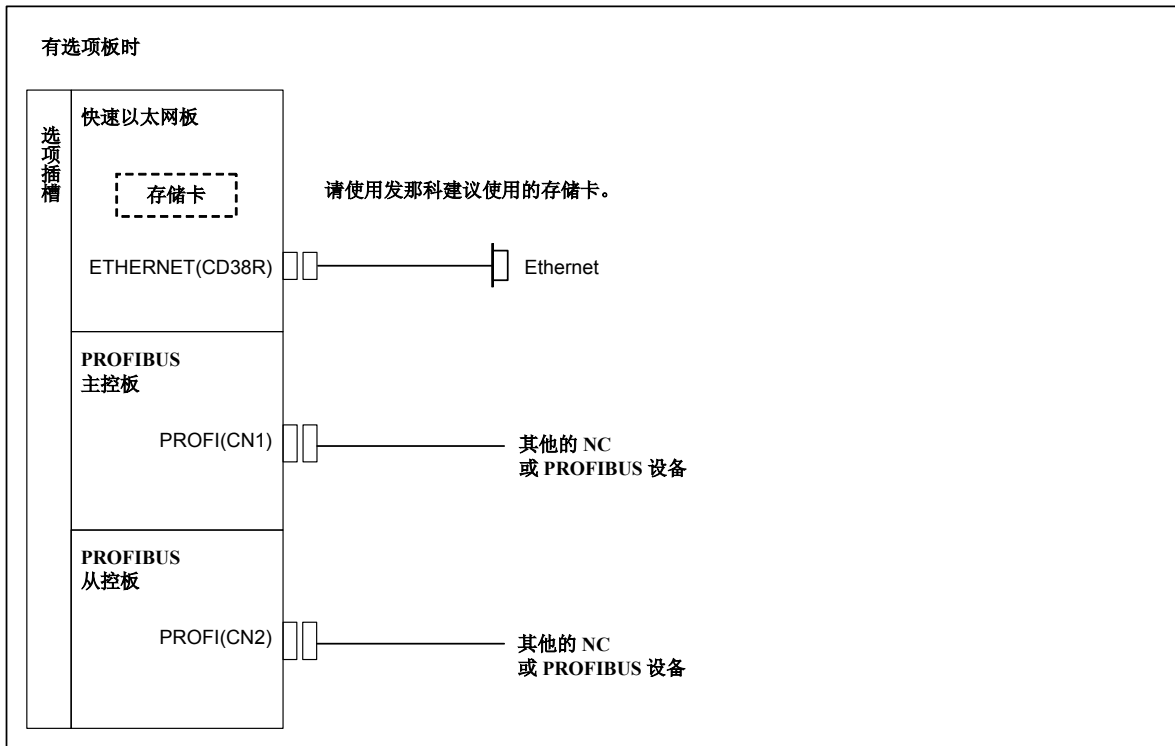 有选项板时
选项插槽
快速以太网板
存储卡
请使用发那科建议使用的存储卡。
ETHERNET(CD38R)
Ethernet
PROFIBUS
主控板
PROFI(CN1)
其他的 NC
或 PROFIBUS 设备
PROFIBUS
从控板
PROFI(CN2)
其他的 NC
或 PROFIBUS 设备